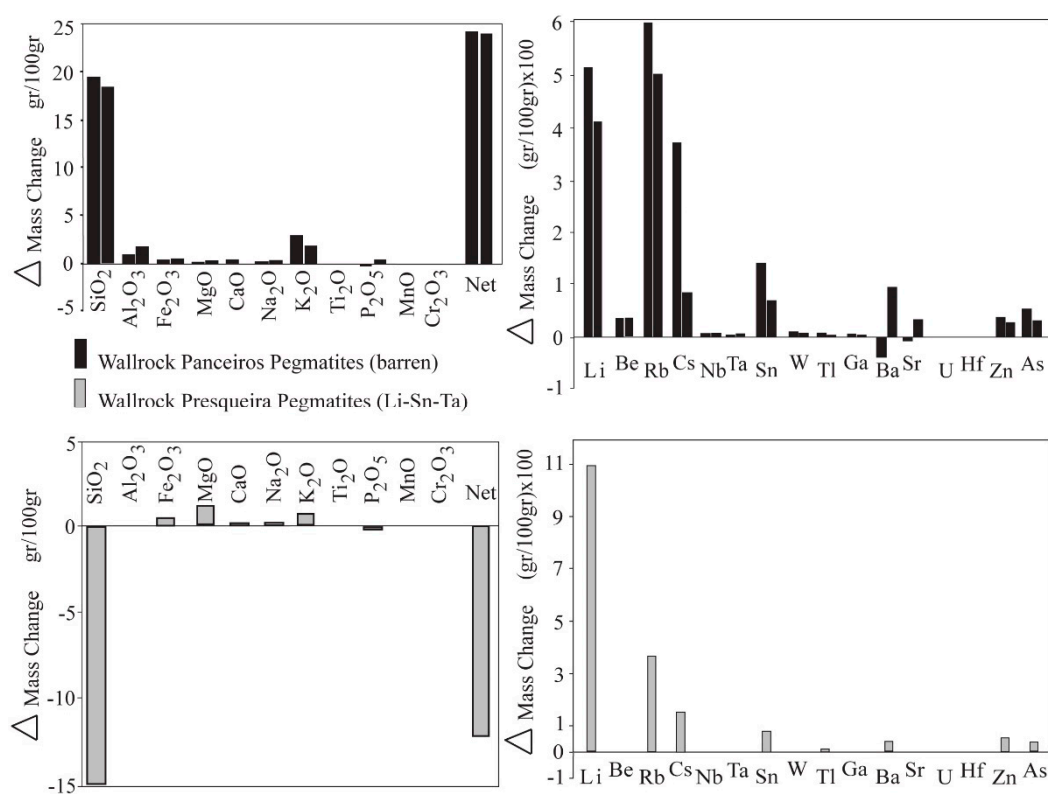 25
20
15
10
5
0
-5
△ Mass Change gr/100gr
SiO₂ Al₂O₃ Fe₂O₃ MgO CaO Na₂O K₂O Ti₂O P₂O₅ MnO Cr₂O₃ Net
6
5
4
3
2
1
0
-1
△ Mass Change (gr/100gr)x100
Li Be Rb Cs Nb Ta Sn W Tl Ga Ba Sr U Hf Zn As
Wallrock Panceiros Pegmatites (barren)
Wallrock Presqueira Pegmatites (Li-Sn-Ta)
5
0
-5
-10
-15
△ Mass Change gr/100gr
SiO₂ Al₂O₃ Fe₂O₃ MgO CaO Na₂O K₂O Ti₂O P₂O₅ MnO Cr₂O₃ Net
11
9
7
5
3
1
0
-1
△ Mass Change (gr/100gr)x100
Li Be Rb Cs Nb Ta Sn W Tl Ga Ba Sr U Hf Zn As